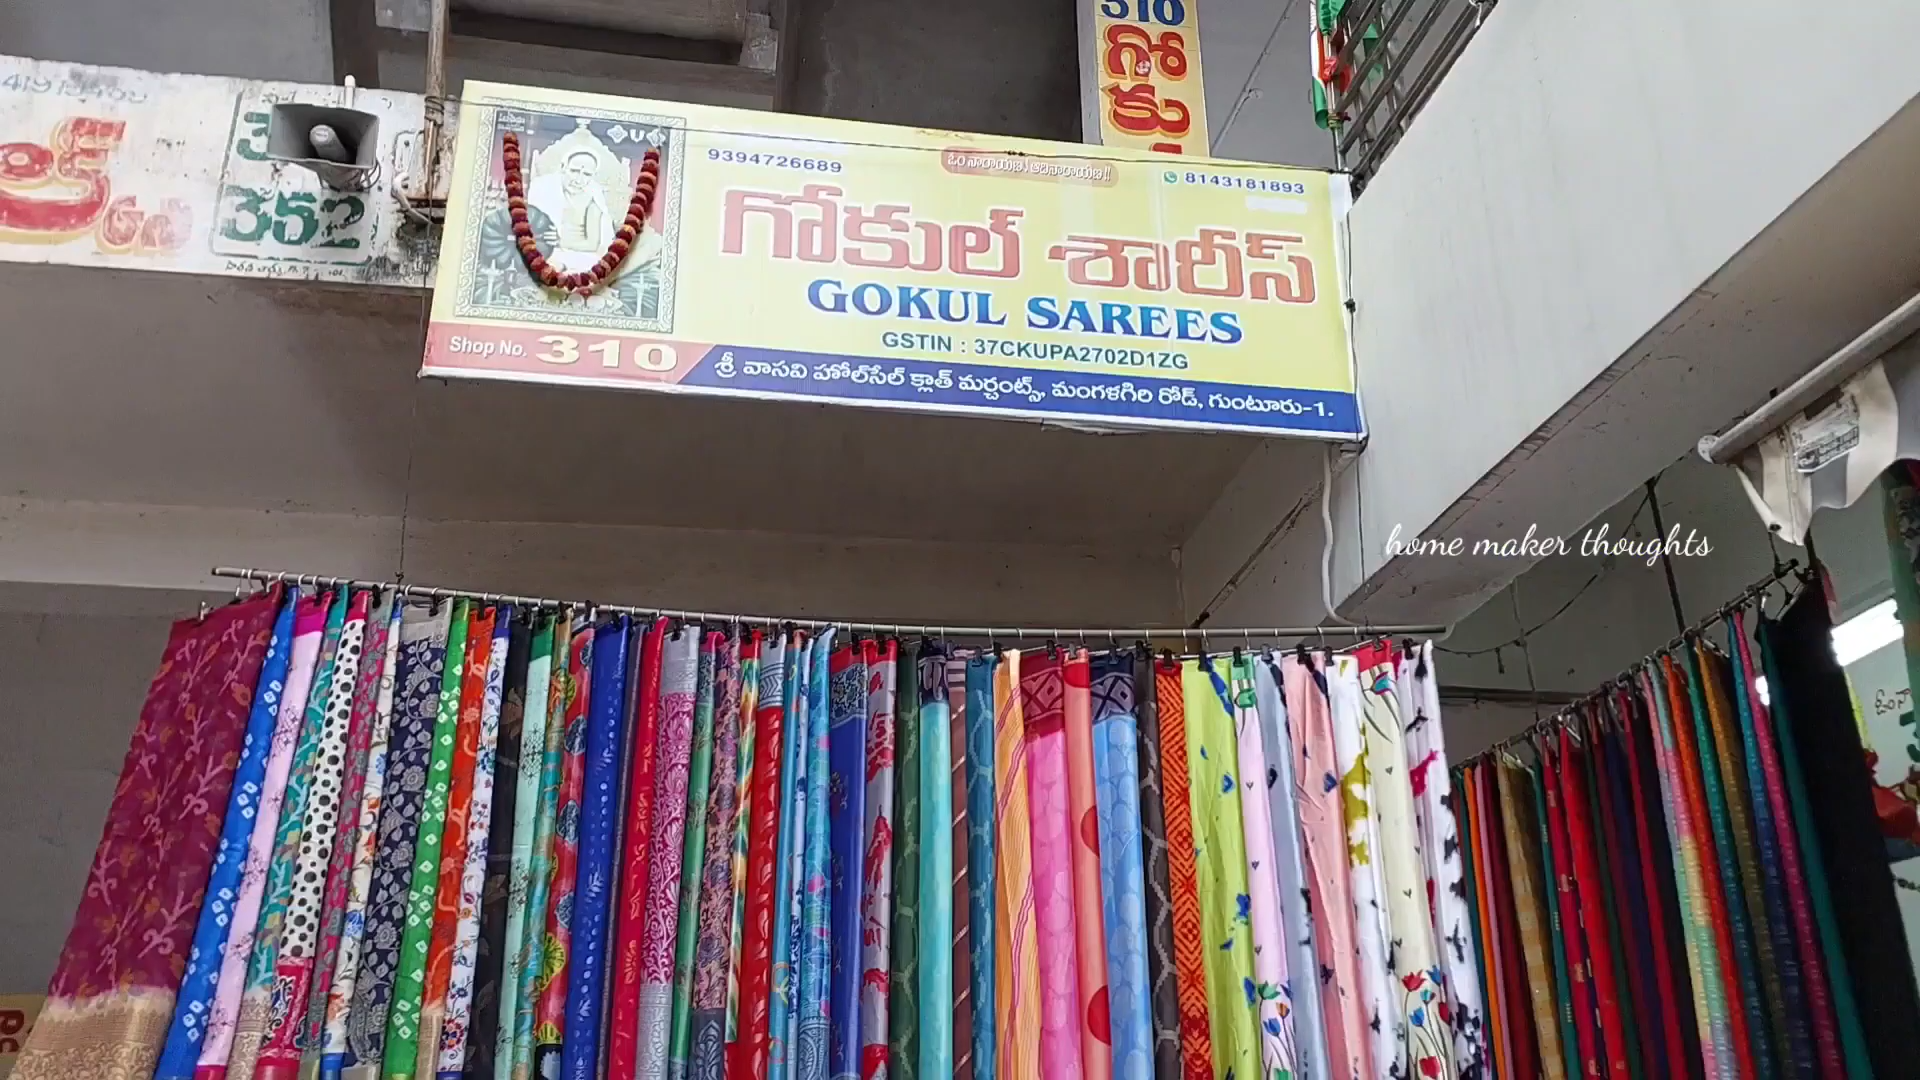 310
గో
కు
362
9394726689
ఓం నారాయణ! ఆదినారాయణ!!
8143181893
గోకుల్ శారీస్
GOKUL SAREES
GSTIN : 37CKUPA2702D1ZG
Shop No. 310
శ్రీ వాసవి హోల్‌సేల్ క్లాత్ మర్చంట్స్, మంగళగిరి రోడ్, గుంటూరు-1.
home maker thoughts